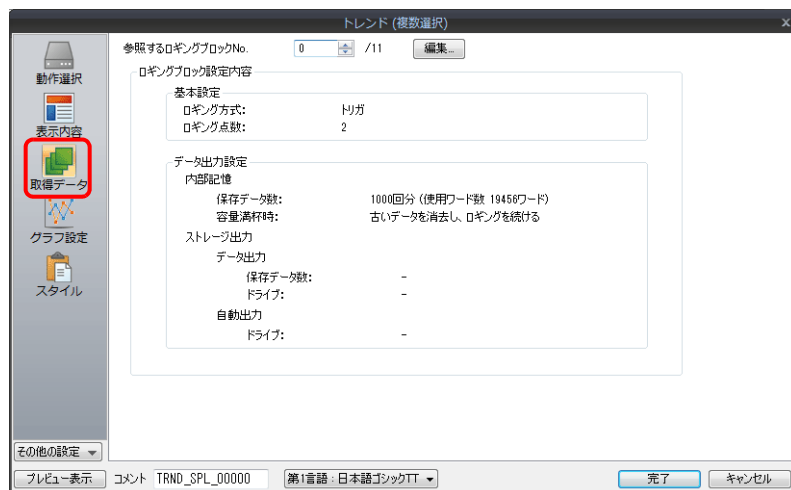 トレンド (複数選択)
x
動作選択
表示内容
取得データ
グラフ設定
スタイル
その他の設定
参照するロギングブロックNo. 0 /11 編集...
ロギングブロック設定内容
基本設定
ロギング方式: トリガ
ロギング点数: 2
データ出力設定
内部記憶
保存データ数: 1000回分 (使用ワード数 19456ワード)
容量満杯時: 古いデータを消去し、ロギングを続ける
ストレージ出力
データ出力
保存データ数: -
ドライブ: -
自動出力
ドライブ: -
プレビュー表示 コメント TRND_SPL_00000 第1言語 : 日本語ゴシックTT 完了 キャンセル